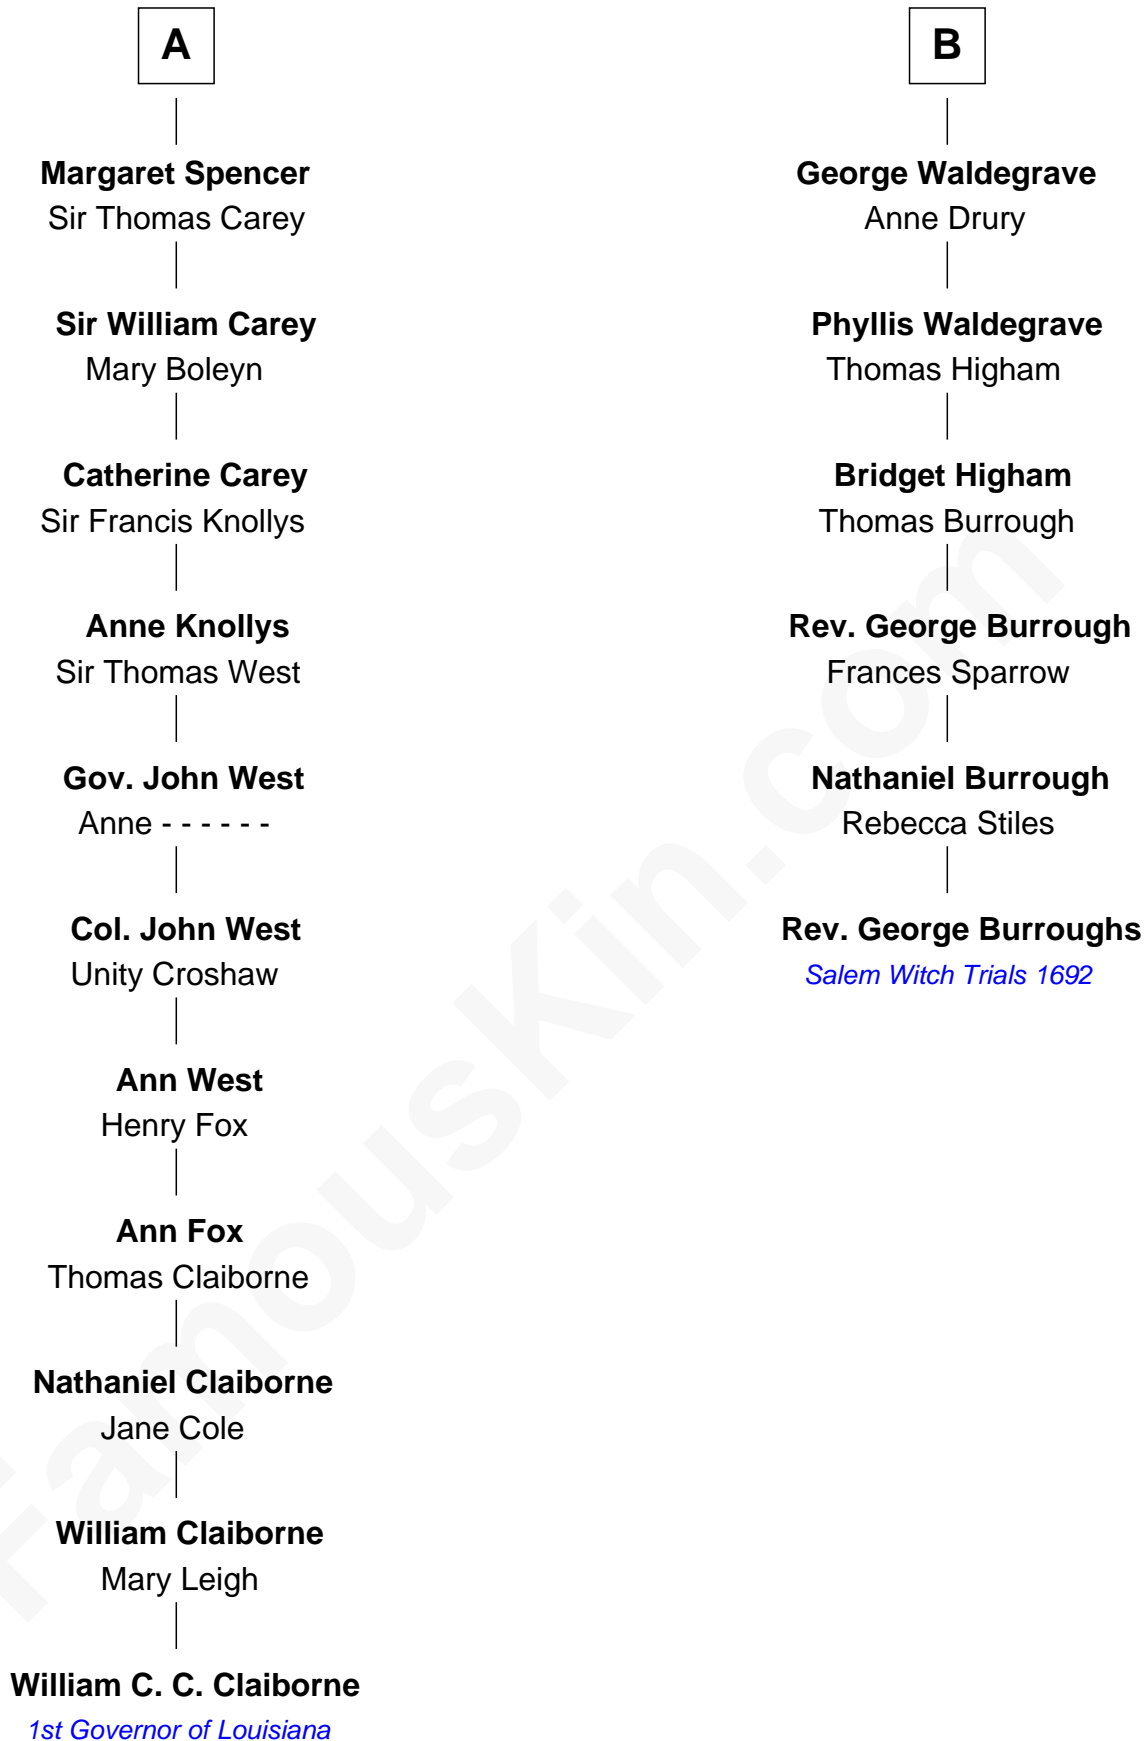 A
Margaret Spencer
Sir Thomas Carey
Sir William Carey
Mary Boleyn
Catherine Carey
Sir Francis Knollys
Anne Knollys
Sir Thomas West
Gov. John West
Anne - - - - - -
Col. John West
Unity Croshaw
Ann West
Henry Fox
Ann Fox
Thomas Claiborne
Nathaniel Claiborne
Jane Cole
William Claiborne
Mary Leigh
William C. C. Claiborne
1st Governor of Louisiana
B
George Waldegrave
Anne Drury
Phyllis Waldegrave
Thomas Higham
Bridget Higham
Thomas Burrough
Rev. George Burrough
Frances Sparrow
Nathaniel Burrough
Rebecca Stiles
Rev. George Burroughs
Salem Witch Trials 1692
FamousKin.com